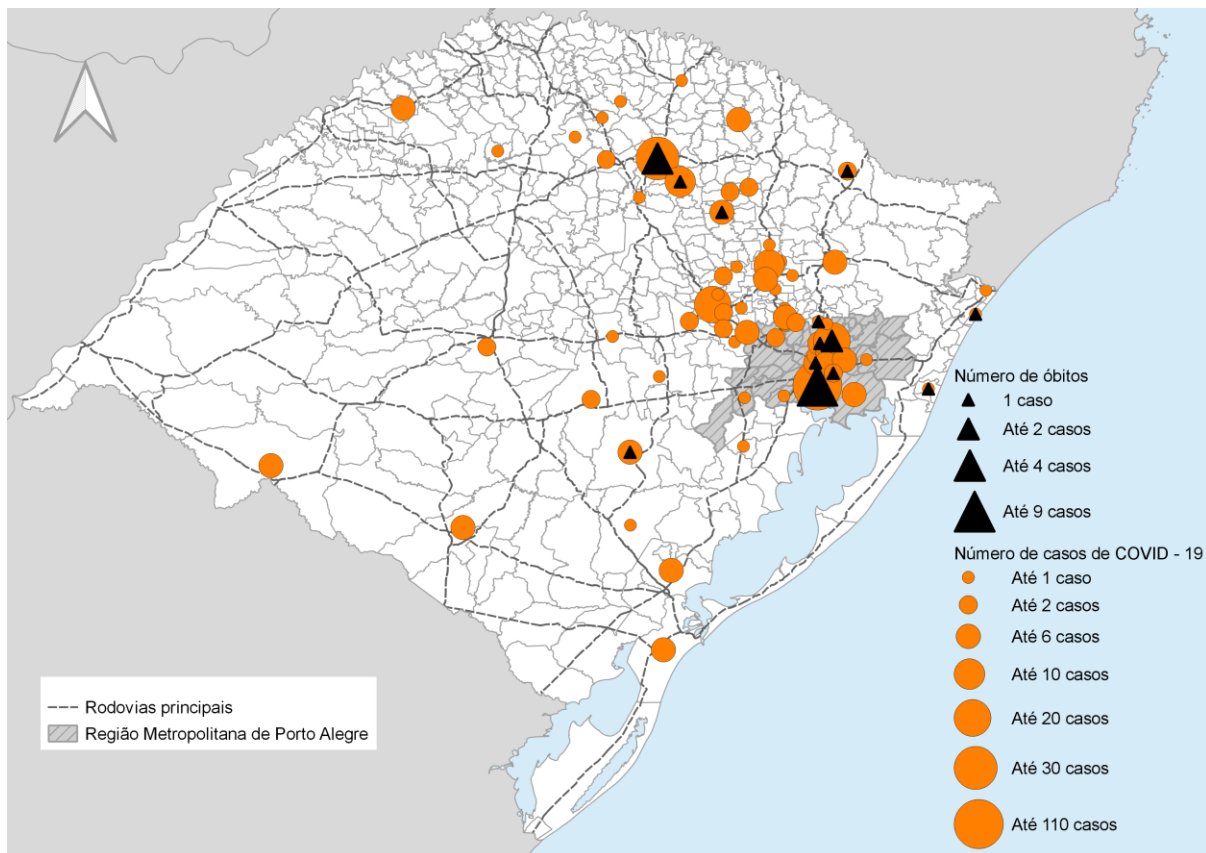 Número de óbitos
1 caso
Até 2 casos
Até 4 casos
Até 9 casos
Número de casos de COVID - 19
Até 1 caso
Até 2 casos
Até 6 casos
Até 10 casos
Até 20 casos
Até 30 casos
Até 110 casos
Rodovias principais
Região Metropolitana de Porto Alegre